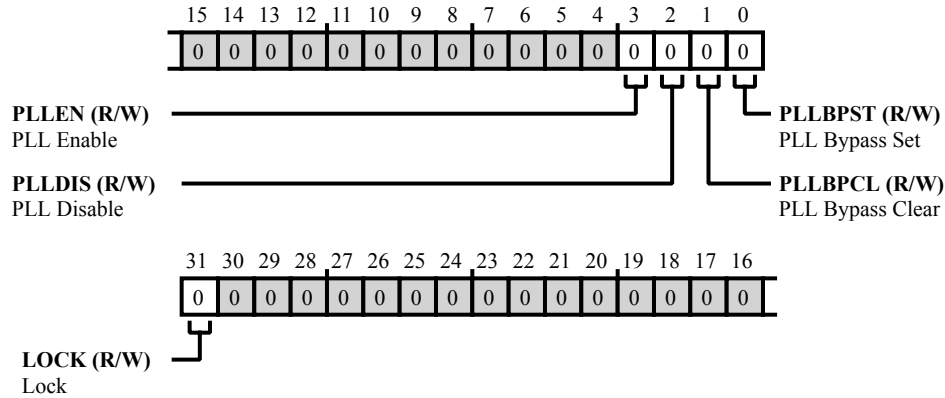 15 14 13 12 11 10 9 8 7 6 5 4 3 2 1 0
0 0 0 0 0 0 0 0 0 0 0 0 0 0 0 0
PLLEN (R/W)
PLL Enable
PLLBPST (R/W)
PLL Bypass Set
PLLDIS (R/W)
PLL Disable
PLLBPCL (R/W)
PLL Bypass Clear
31 30 29 28 27 26 25 24 23 22 21 20 19 18 17 16
0 0 0 0 0 0 0 0 0 0 0 0 0 0 0 0
LOCK (R/W)
Lock